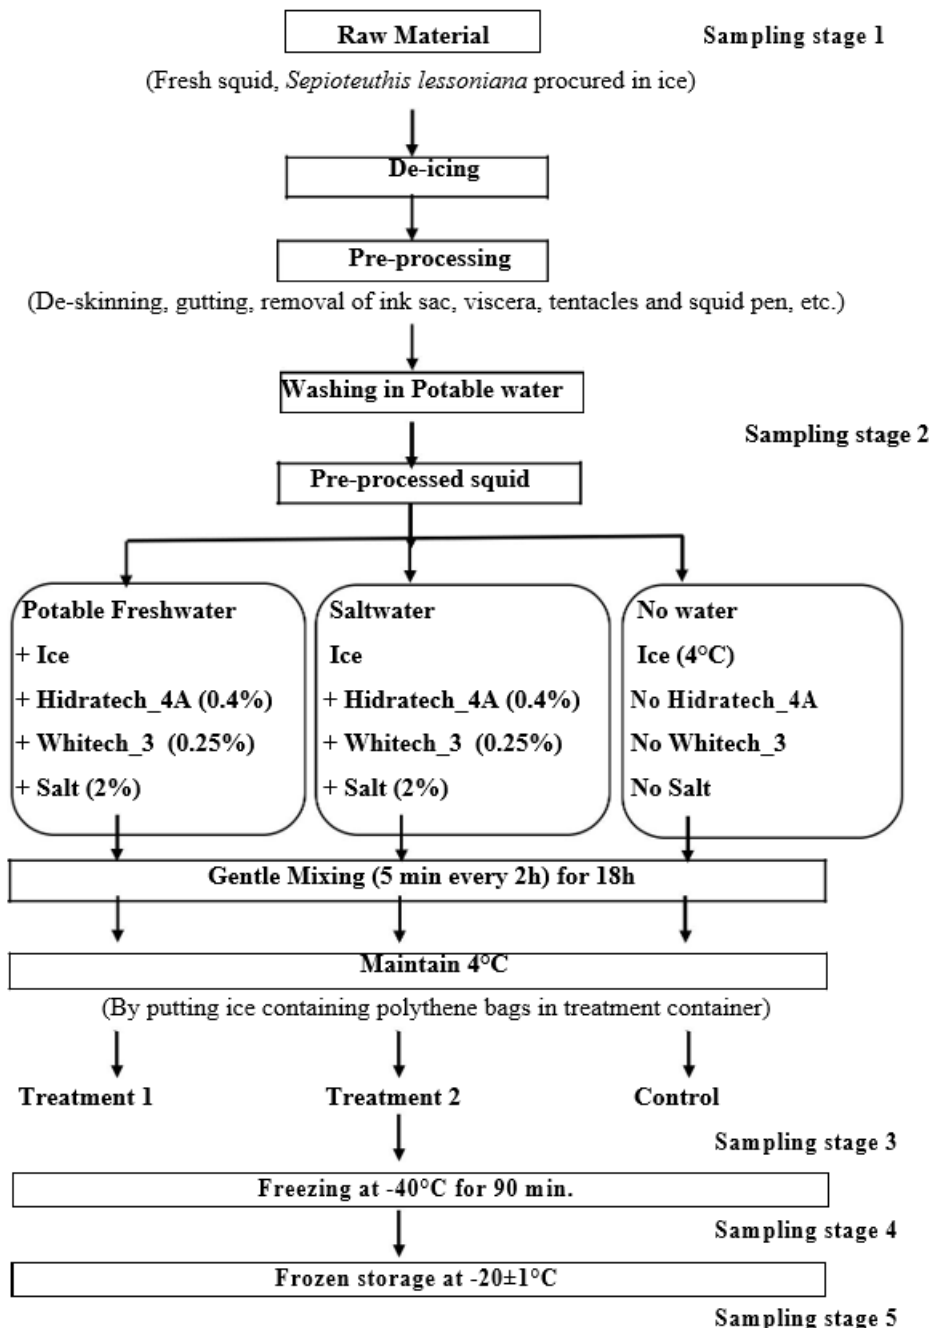 Raw Material
Sampling stage 1
(Fresh squid, Sepioteuthis lessoniana procured in ice)
De-icing
Pre-processing
(De-skinning, gutting, removal of ink sac, viscera, tentacles and squid pen, etc.)
Washing in Potable water
Sampling stage 2
Pre-processed squid
Potable Freshwater
+ Ice
+ Hidratech_4A (0.4%)
+ Whitech_3 (0.25%)
+ Salt (2%)
Saltwater
Ice
+ Hidratech_4A (0.4%)
+ Whitech_3 (0.25%)
+ Salt (2%)
No water
Ice (4°C)
No Hidratech_4A
No Whitech_3
No Salt
Gentle Mixing (5 min every 2h) for 18h
Maintain 4°C
(By putting ice containing polythene bags in treatment container)
Treatment 1
Treatment 2
Control
Sampling stage 3
Freezing at -40°C for 90 min.
Sampling stage 4
Frozen storage at -20±1°C
Sampling stage 5